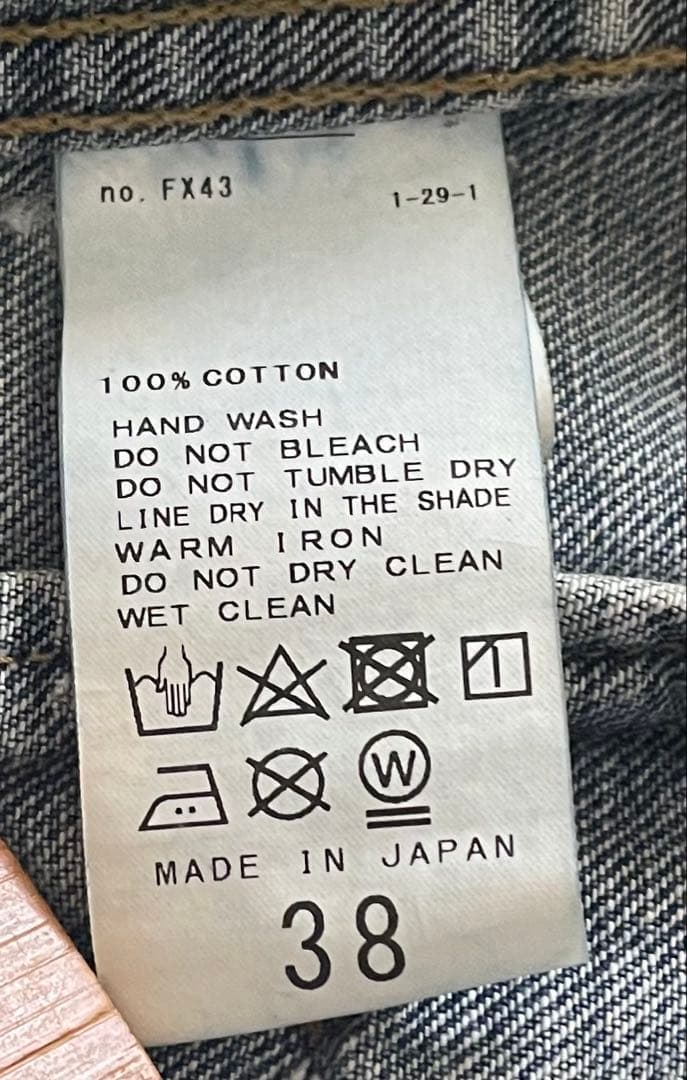 no. FX43
1-29-1
100% COTTON
HAND WASH
DO NOT BLEACH
DO NOT TUMBLE DRY
LINE DRY IN THE SHADE
WARM IRON
DO NOT DRY CLEAN
WET CLEAN
W
MADE IN JAPAN
38